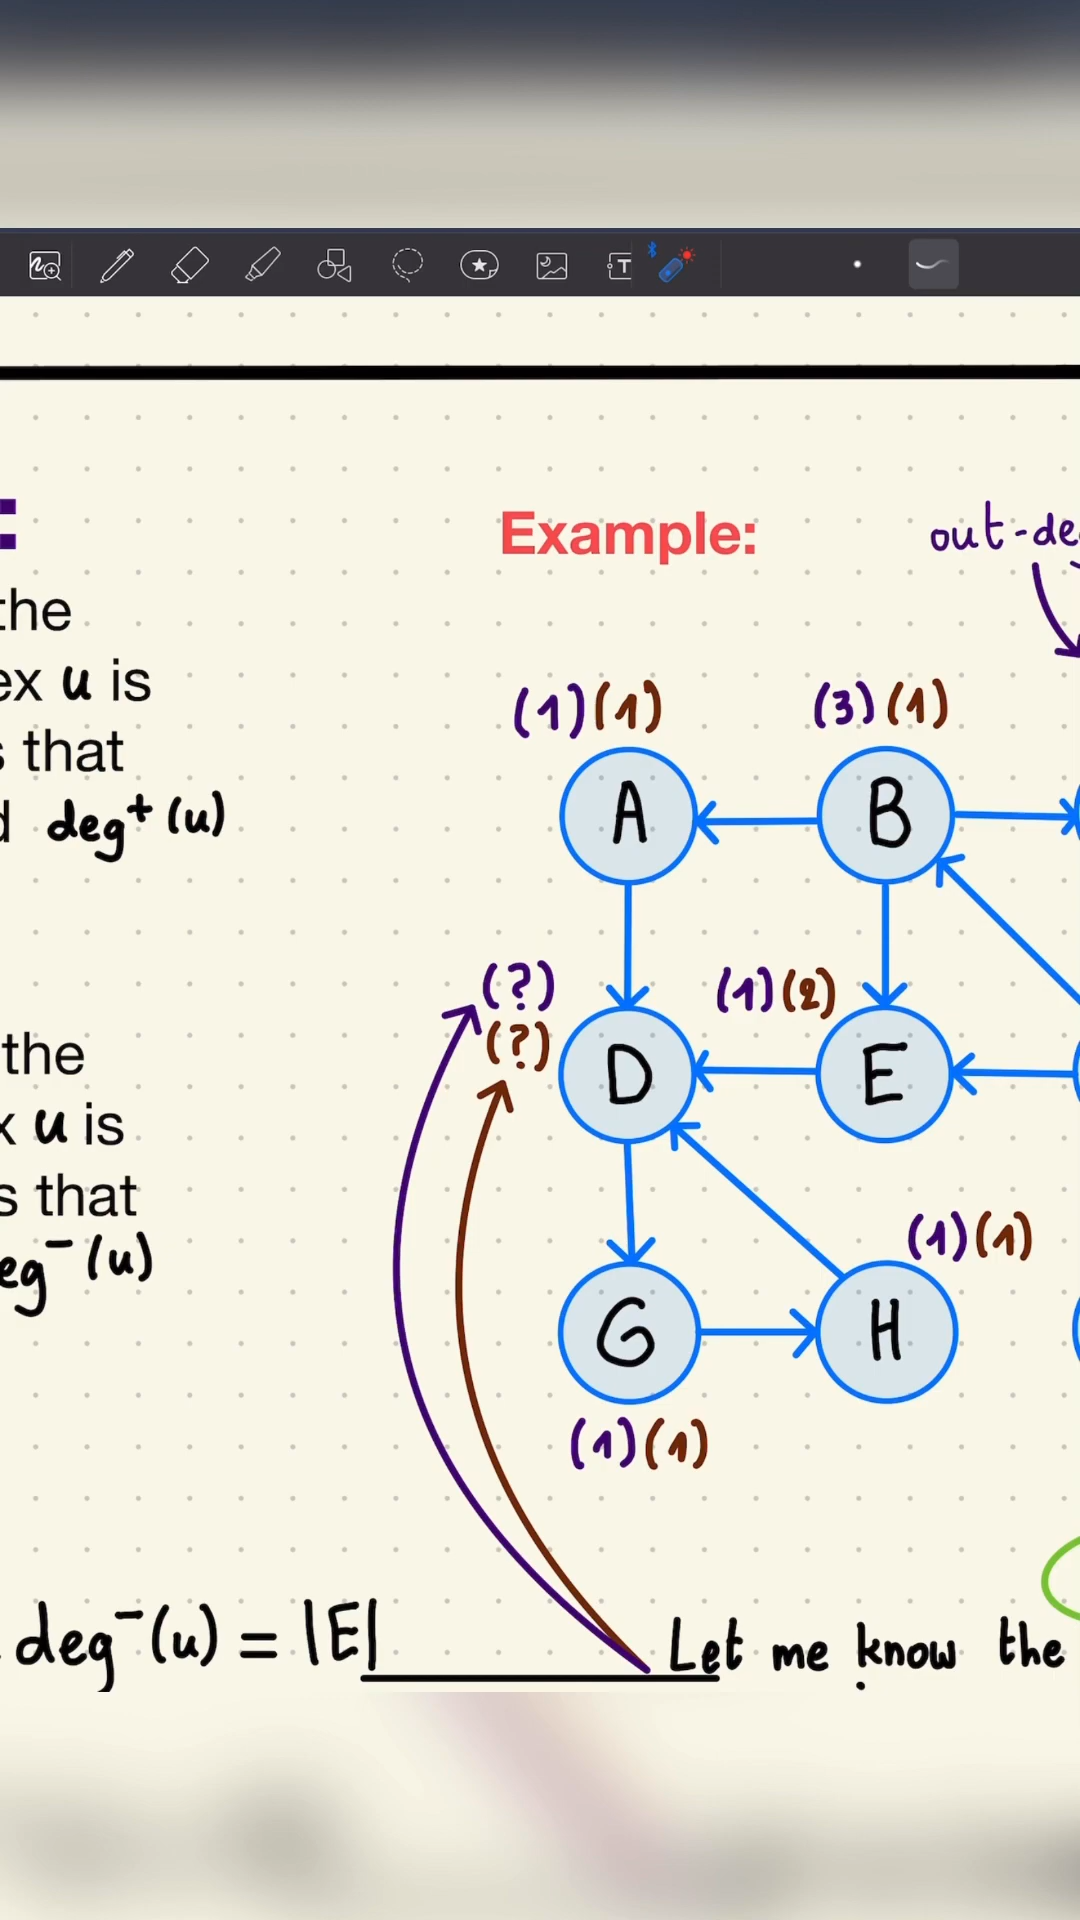 :
Example:
out-de
the
ex u is
s that
d deg⁺(u)
(1)(1)
(3)(1)
A
B
(?)
(?)
(1)(2)
D
E
the
x u is
s that
eg⁻(u)
(1)(1)
G
H
(1)(1)
deg⁻(u) = |E|
Let me know the